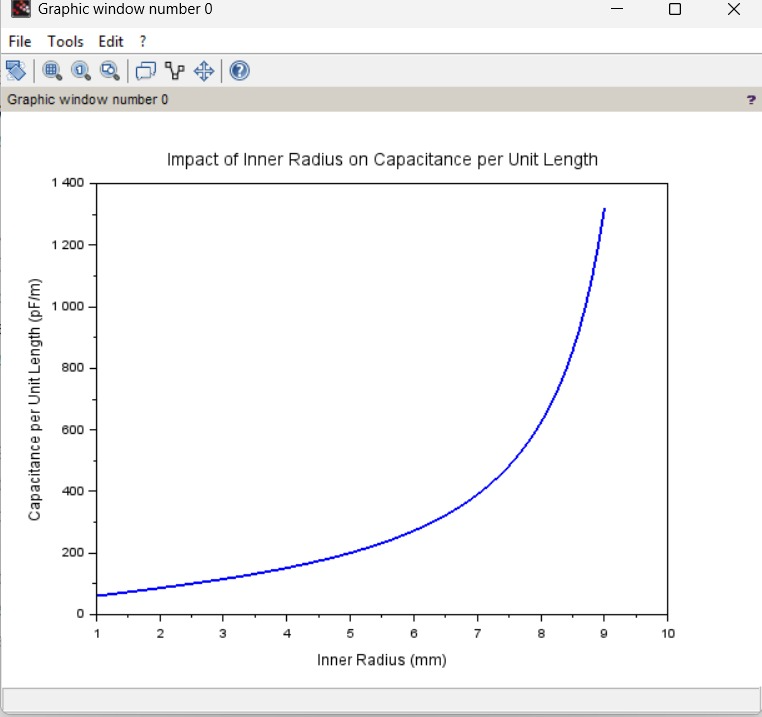 Graphic window number 0
File Tools Edit ?
Graphic window number 0 ?
Impact of Inner Radius on Capacitance per Unit Length
1 400
1 200
1 000
800
600
400
200
0
Capacitance per Unit Length (pF/m)
1 2 3 4 5 6 7 8 9 10
Inner Radius (mm)